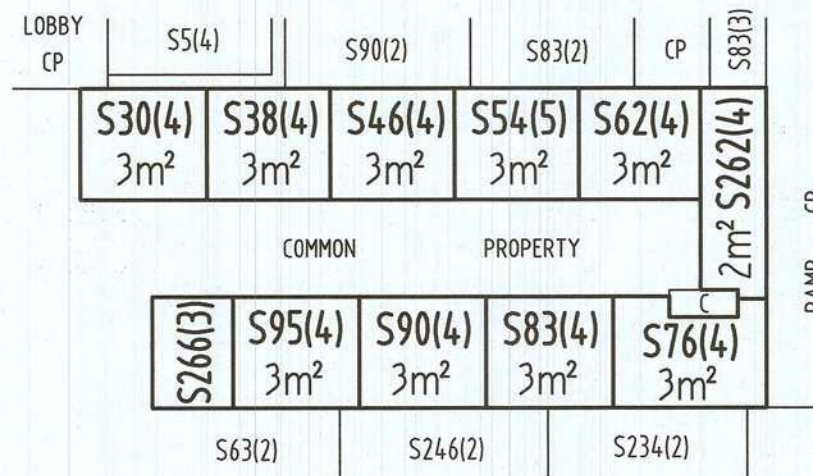 LOBBY
CP
S5(4)
S90(2)
S83(2)
CP
S83(3)
S30(4)
3m²
S38(4)
3m²
S46(4)
3m²
S54(5)
3m²
S62(4)
3m²
2m² S262(4)
COMMON PROPERTY
RAMP CP
C
S266(3)
S95(4)
3m²
S90(4)
3m²
S83(4)
3m²
S76(4)
3m²
S63(2)
S246(2)
S234(2)